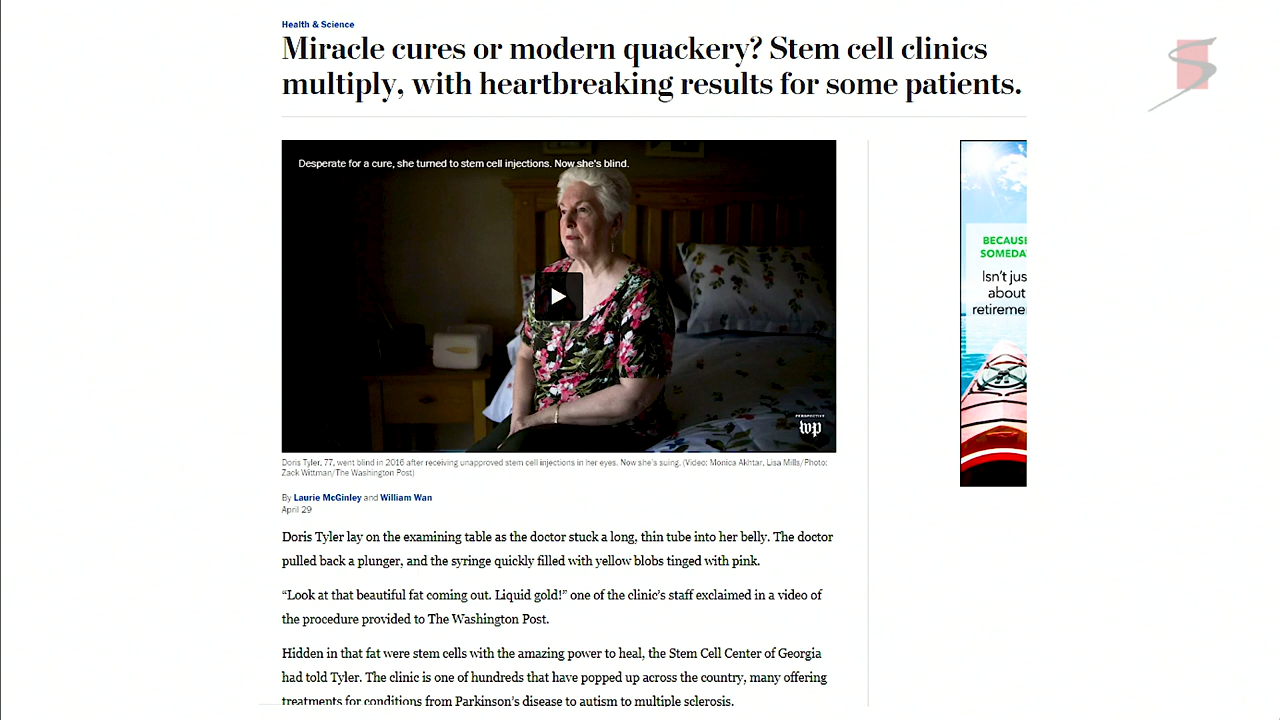 Health & Science
Miracle cures or modern quackery? Stem cell clinics
multiply, with heartbreaking results for some patients.
Desperate for a cure, she turned to stem cell injections. Now she's blind.
PERSPECTIVE
wp
BECAUSE
SOMEDA
Isn't jus
about
retireme
Doris Tyler, 77, went blind in 2016 after receiving unapproved stem cell injections in her eyes. Now she's suing. (Video: Monica Akhtar, Lisa Mills/Photo:
Zack Wittman/The Washington Post)
By Laurie McGinley and William Wan
April 29
Doris Tyler lay on the examining table as the doctor stuck a long, thin tube into her belly. The doctor
pulled back a plunger, and the syringe quickly filled with yellow blobs tinged with pink.
“Look at that beautiful fat coming out. Liquid gold!” one of the clinic’s staff exclaimed in a video of
the procedure provided to The Washington Post.
Hidden in that fat were stem cells with the amazing power to heal, the Stem Cell Center of Georgia
had told Tyler. The clinic is one of hundreds that have popped up across the country, many offering
treatments for conditions from Parkinson’s disease to autism to multiple sclerosis.